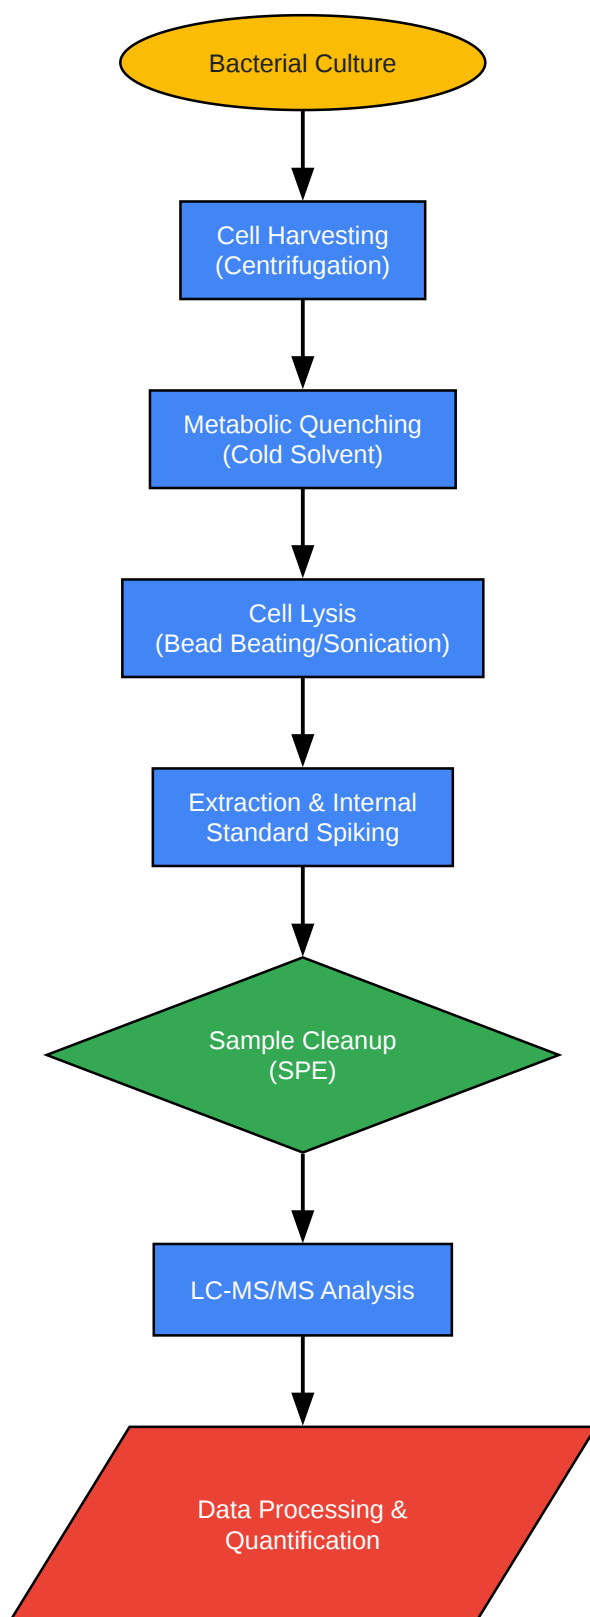 Bacterial Culture
Cell Harvesting
(Centrifugation)
Metabolic Quenching
(Cold Solvent)
Cell Lysis
(Bead Beating/Sonication)
Extraction & Internal
Standard Spiking
Sample Cleanup
(SPE)
LC-MS/MS Analysis
Data Processing &
Quantification